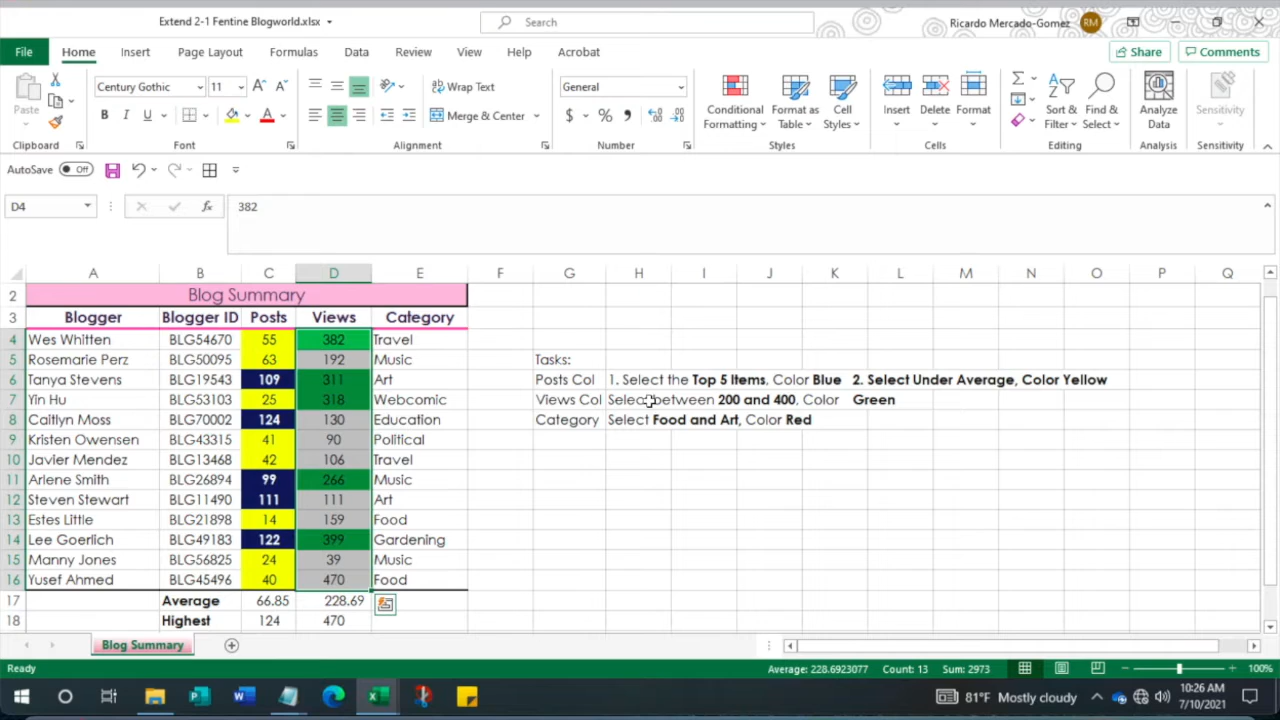 Extend 2-1 Fentine Blogworld.xlsx
Search
Ricardo Mercado-Gomez RM
File Home Insert Page Layout Formulas Data Review View Help Acrobat Share Comments
Paste Century Gothic 11 Wrap Text General Conditional Formatting Format as Table Cell Styles Insert Delete Format Sort & Filter Find & Select Analyze Data Sensitivity
B I U A Merge & Center $ %
Clipboard Font Alignment Number Styles Cells Editing Analysis Sensitivity
AutoSave Off
D4 fx 382
A B C D E F G H I J K L M N O P Q
2 Blog Summary
3 Blogger Blogger ID Posts Views Category
4 Wes Whitten BLG54670 55 382 Travel
5 Rosemarie Perz BLG50095 63 192 Music Tasks:
6 Tanya Stevens BLG19543 109 311 Art Posts Col 1. Select the Top 5 Items. Color Blue 2. Select Under Average, Color Yellow
7 Yin Hu BLG53103 25 318 Webcomic Views Col Select between 200 and 400, Color Green
8 Caitlyn Moss BLG70002 124 130 Education Category Select Food and Art, Color Red
9 Kristen Owensen BLG43315 41 90 Political
10 Javier Mendez BLG13468 42 106 Travel
11 Arlene Smith BLG26894 99 266 Music
12 Steven Stewart BLG11490 111 111 Art
13 Estes Little BLG21898 14 159 Food
14 Lee Goerlich BLG49183 122 399 Gardening
15 Manny Jones BLG56825 24 39 Music
16 Yusef Ahmed BLG45496 40 470 Food
17 Average 66.85 228.69
18 Highest 124 470
Blog Summary
Ready Average: 228.6923077 Count: 13 Sum: 2973 100%
81°F Mostly cloudy 10:26 AM
7/10/2021